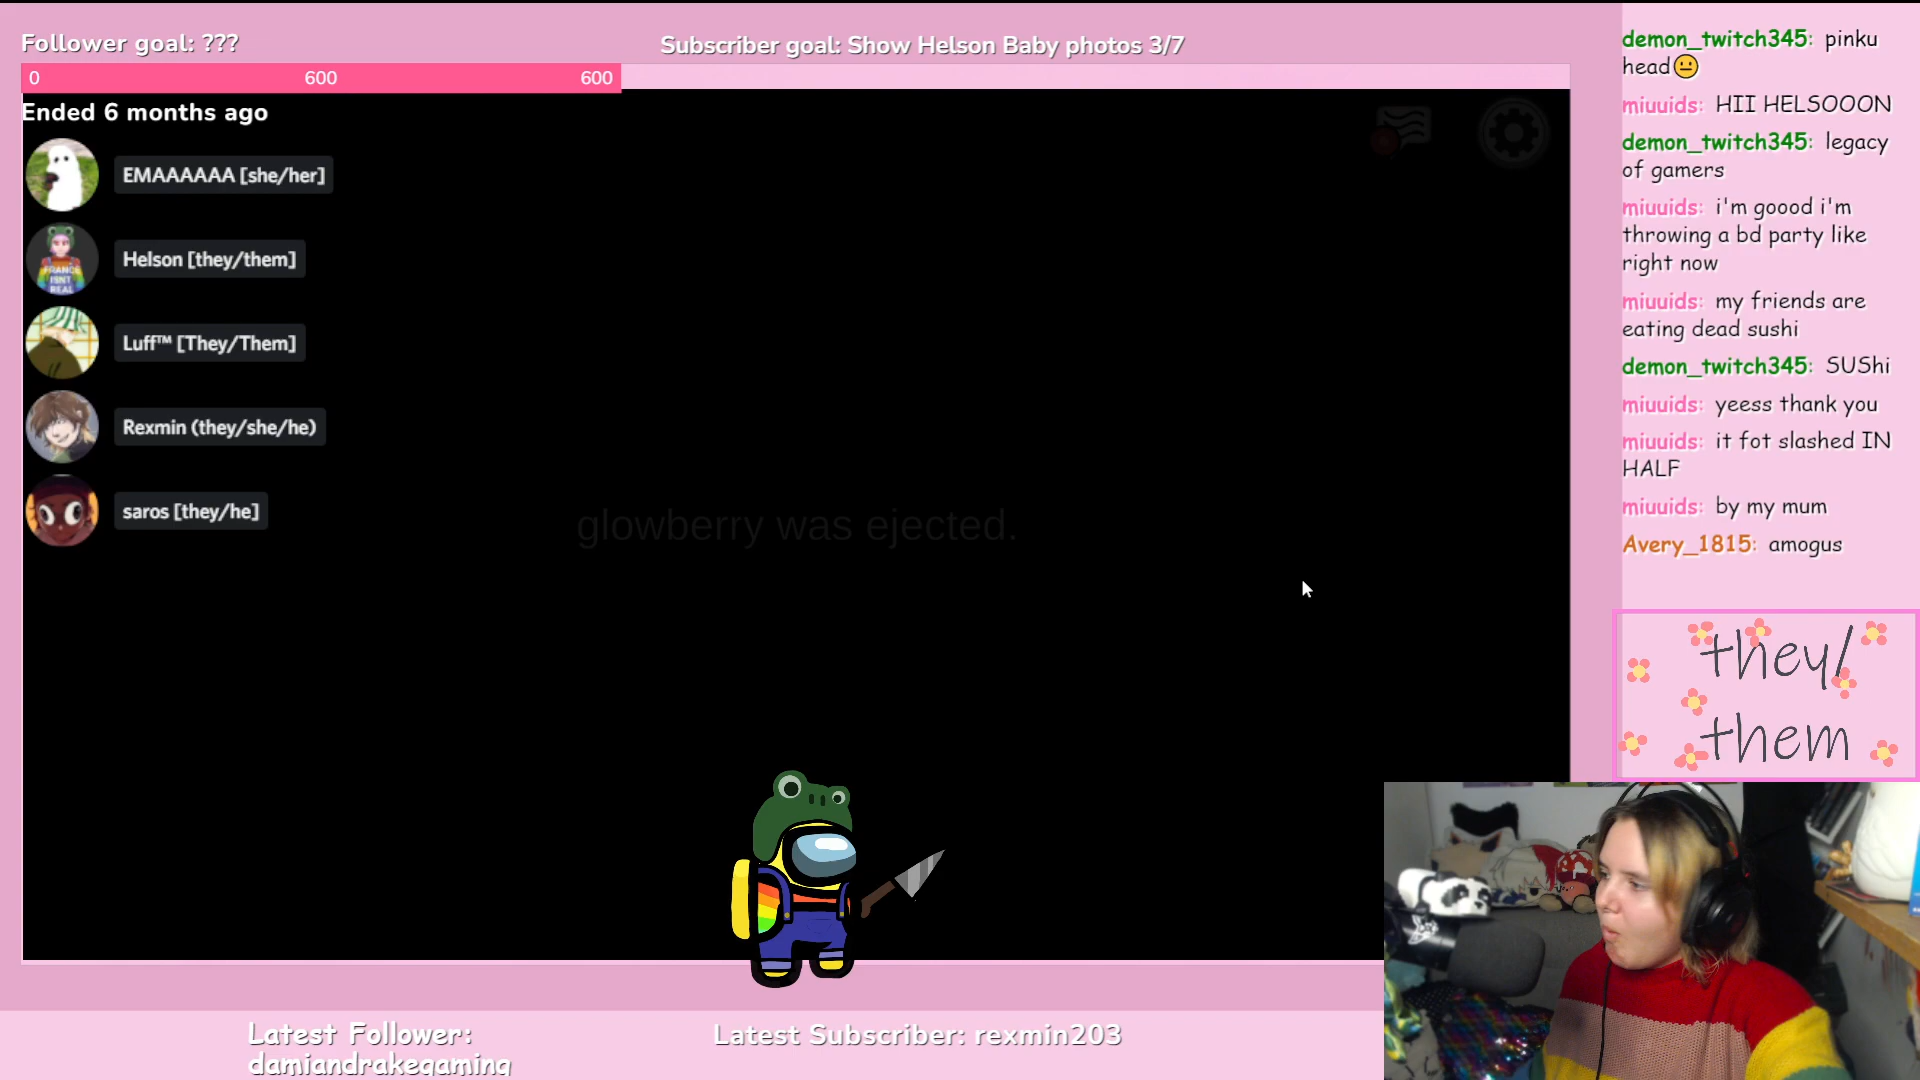 Follower goal: ???
0 600 600
Ended 6 months ago
Subscriber goal: Show Helson Baby photos 3/7
EMAAAAAA [she/her]
Helson [they/them]
FRANCE
ISNT
REAL
Luff™ [They/Them]
Rexmin (they/she/he)
saros [they/he]
glowberry was ejected.
demon_twitch345: pinku
head😐
miuuids: HII HELSOOON
demon_twitch345: legacy
of gamers
miuuids: i'm goood i'm
throwing a bd party like
right now
miuuids: my friends are
eating dead sushi
demon_twitch345: SUShi
miuuids: yeess thank you
miuuids: it fot slashed IN
HALF
miuuids: by my mum
Avery_1815: amogus
they/
them
Latest Follower:
damiandrakegaming
Latest Subscriber: rexmin203